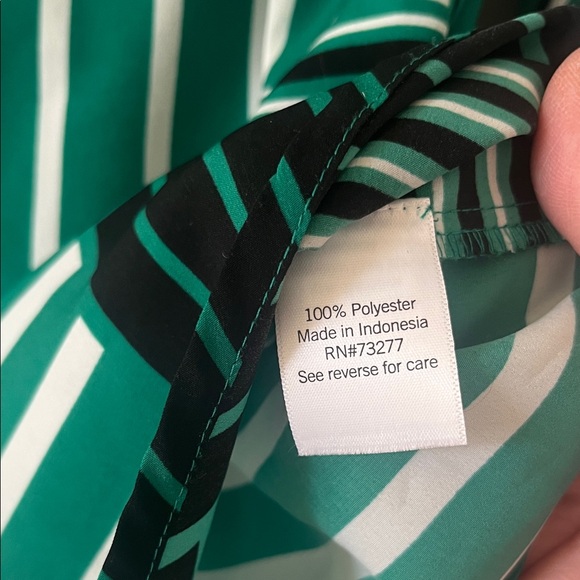 100% Polyester
Made in Indonesia
RN#73277
See reverse for care